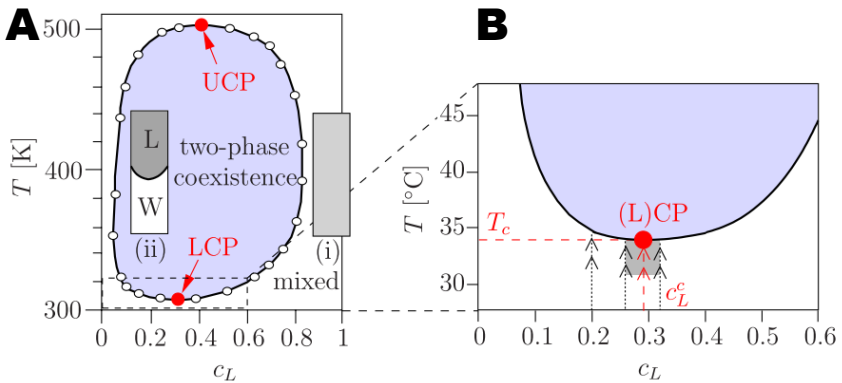 A
500
400
300
T [K]
UCP
L
W
two-phase
coexistence
(ii)
(i)
LCP
mixed
0
0.2
0.4
0.6
0.8
1
c_L
B
45
40
35
30
T [°C]
(L)CP
T_c
c_L^c
0
0.1
0.2
0.3
0.4
0.5
0.6
c_L